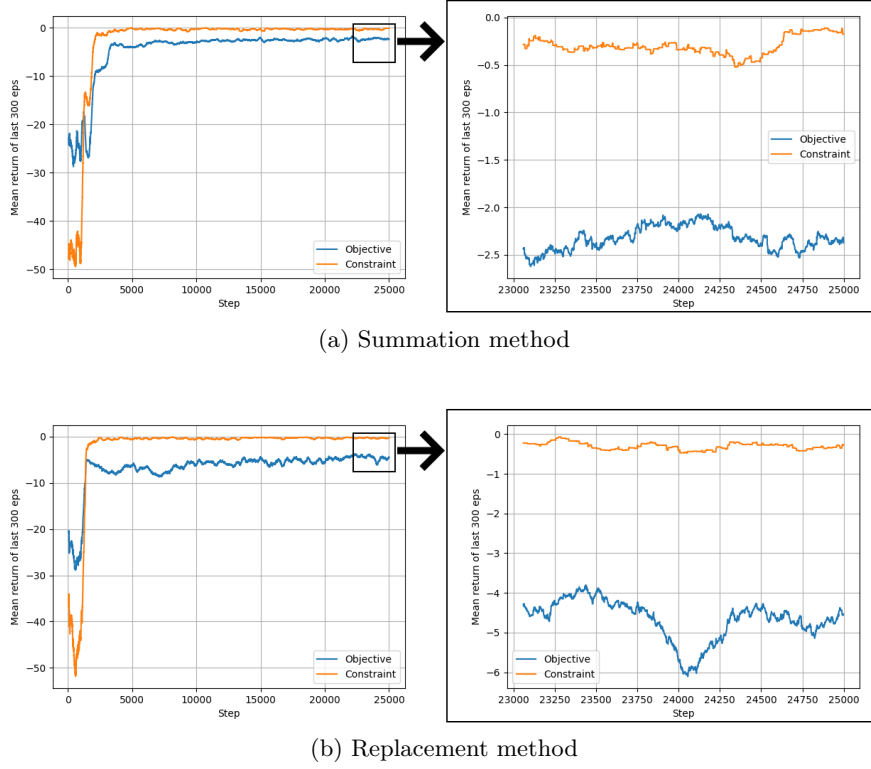 0
−10
−20
−30
−40
−50
Mean return of last 300 eps
0 5000 10000 15000 20000 25000
Step
Objective
Constraint
0.0
−0.5
−1.0
−1.5
−2.0
−2.5
Mean return of last 300 eps
23000 23250 23500 23750 24000 24250 24500 24750 25000
Step
Objective
Constraint
(a) Summation method
0
−10
−20
−30
−40
−50
Mean return of last 300 eps
0 5000 10000 15000 20000 25000
Step
Objective
Constraint
0
−1
−2
−3
−4
−5
−6
Mean return of last 300 eps
23000 23250 23500 23750 24000 24250 24500 24750 25000
Step
Objective
Constraint
(b) Replacement method